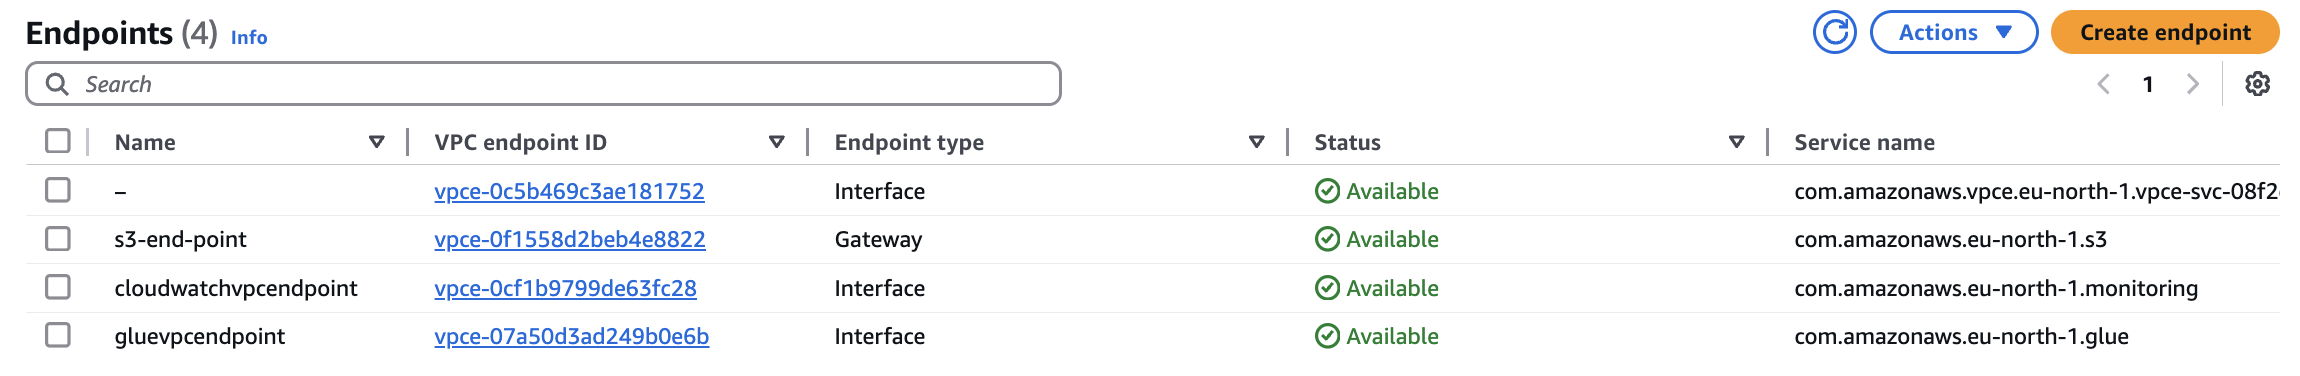 Endpoints (4) Info Actions Create endpoint
Search 1
Name VPC endpoint ID Endpoint type Status Service name
– vpce-0c5b469c3ae181752 Interface Available com.amazonaws.vpce.eu-north-1.vpce-svc-08f2
s3-end-point vpce-0f1558d2beb4e8822 Gateway Available com.amazonaws.eu-north-1.s3
cloudwatchvpcendpoint vpce-0cf1b9799de63fc28 Interface Available com.amazonaws.eu-north-1.monitoring
gluevpcendpoint vpce-07a50d3ad249b0e6b Interface Available com.amazonaws.eu-north-1.glue